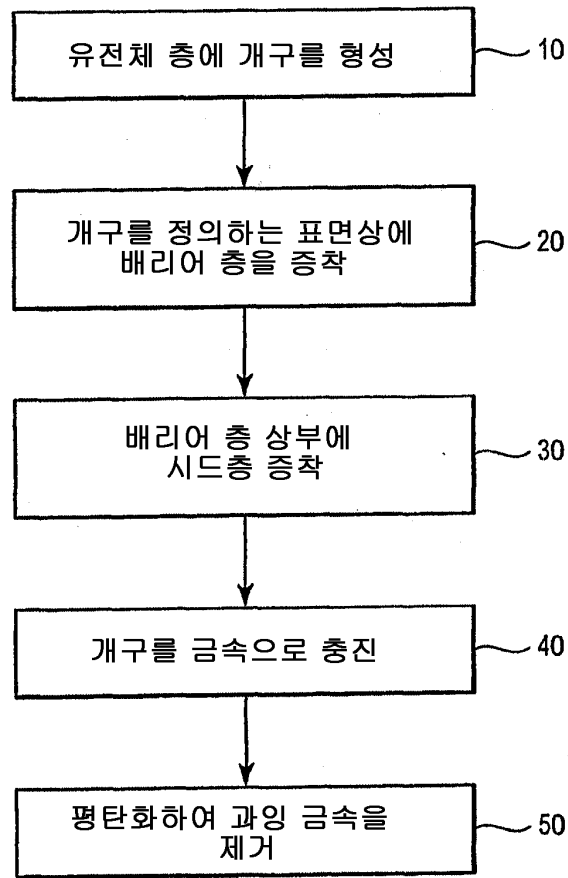 유전체 층에 개구를 형성
10
개구를 정의하는 표면상에
배리어 층을 증착
20
배리어 층 상부에
시드층 증착
30
개구를 금속으로 충진
40
평탄화하여 과잉 금속을
제거
50